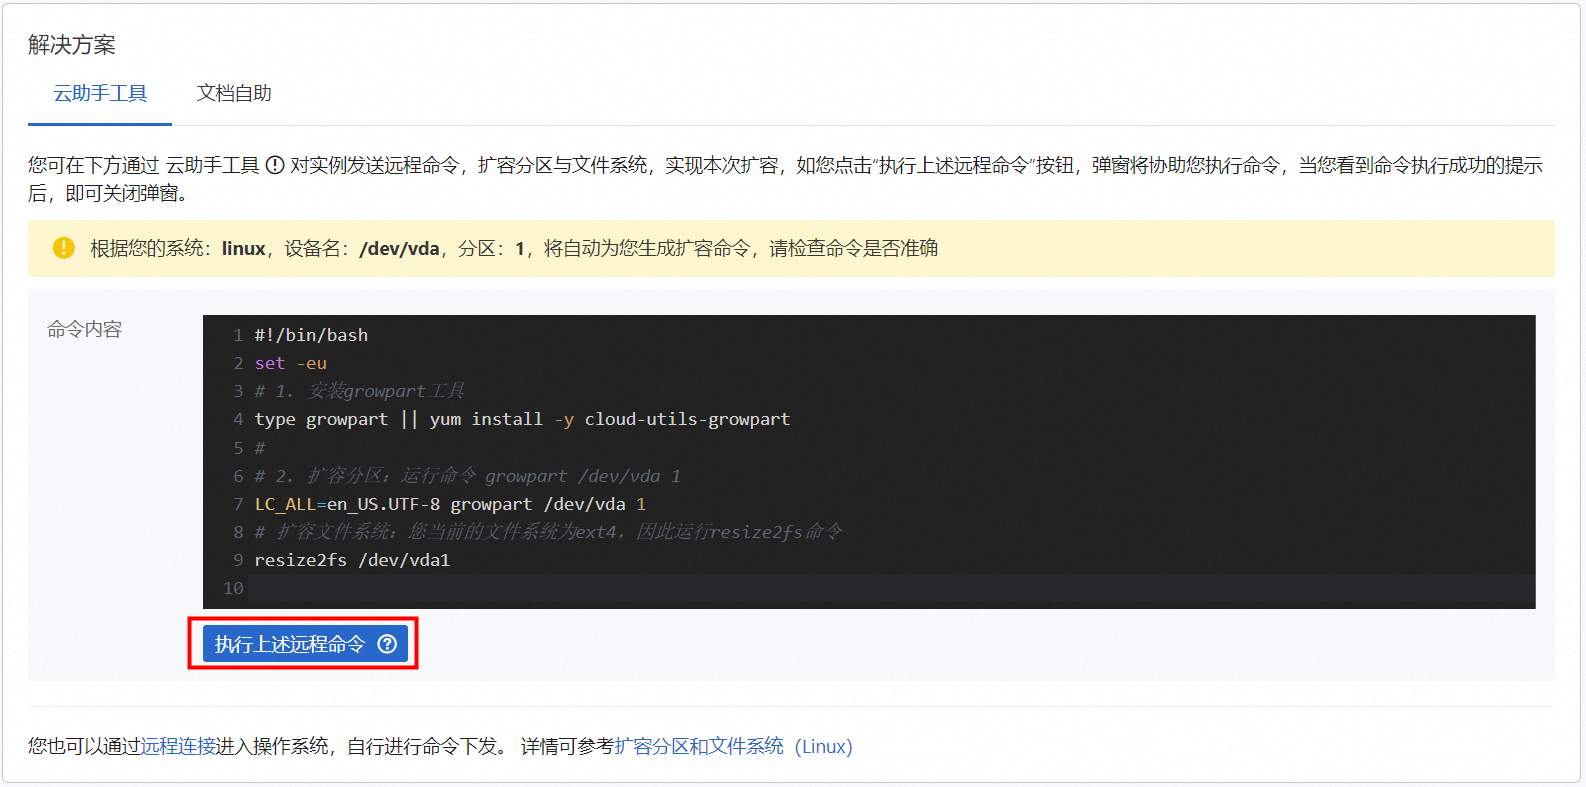 解决方案
云助手工具 文档自助
您可在下方通过 云助手工具 对实例发送远程命令，扩容分区与文件系统，实现本次扩容，如您点击“执行上述远程命令”按钮，弹窗将协助您执行命令，当您看到命令执行成功的提示
后，即可关闭弹窗。
根据您的系统：linux，设备名：/dev/vda，分区：1，将自动为您生成扩容命令，请检查命令是否准确
命令内容
1 #!/bin/bash
2 set -eu
3 # 1. 安装growpart工具
4 type growpart || yum install -y cloud-utils-growpart
5 #
6 # 2. 扩容分区：运行命令 growpart /dev/vda 1
7 LC_ALL=en_US.UTF-8 growpart /dev/vda 1
8 # 扩容文件系统：您当前的文件系统为ext4，因此运行resize2fs命令
9 resize2fs /dev/vda1
10
执行上述远程命令
您也可以通过远程连接进入操作系统，自行进行命令下发。 详情可参考扩容分区和文件系统（Linux）